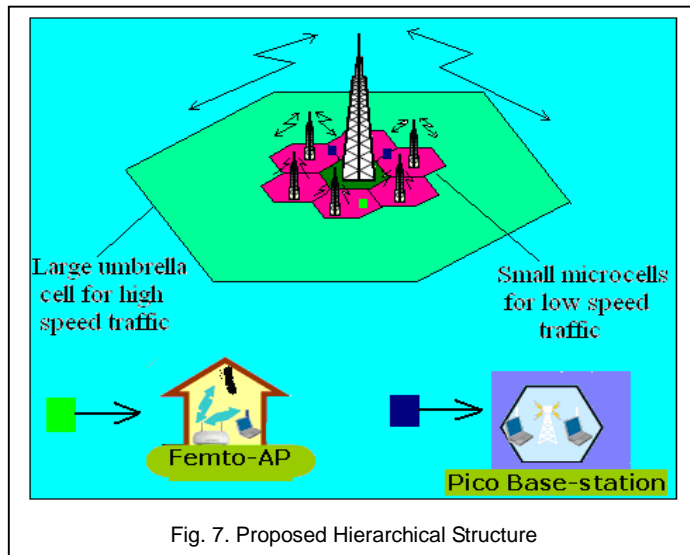 Large umbrella
cell for high
speed traffic
Small microcells
for low speed
traffic
Femto-AP
Pico Base-station
Fig. 7. Proposed Hierarchical Structure